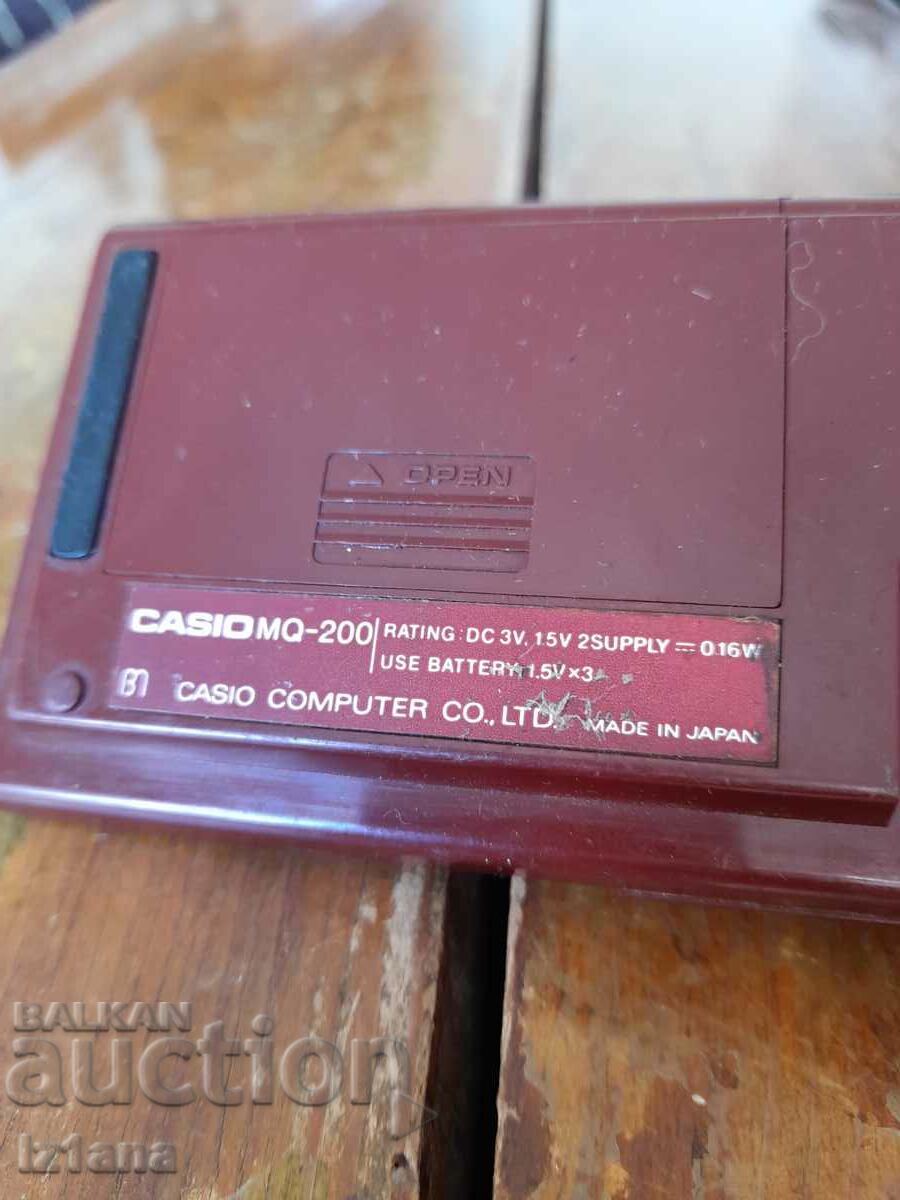 OPEN
CASIO MQ-200 RATING: DC 3V, 1.5V 2SUPPLY ⎓ 0.16W
USE BATTERY 1.5V×3
CASIO COMPUTER CO., LTD. MADE IN JAPAN
BALKAN
auction
iz1ana